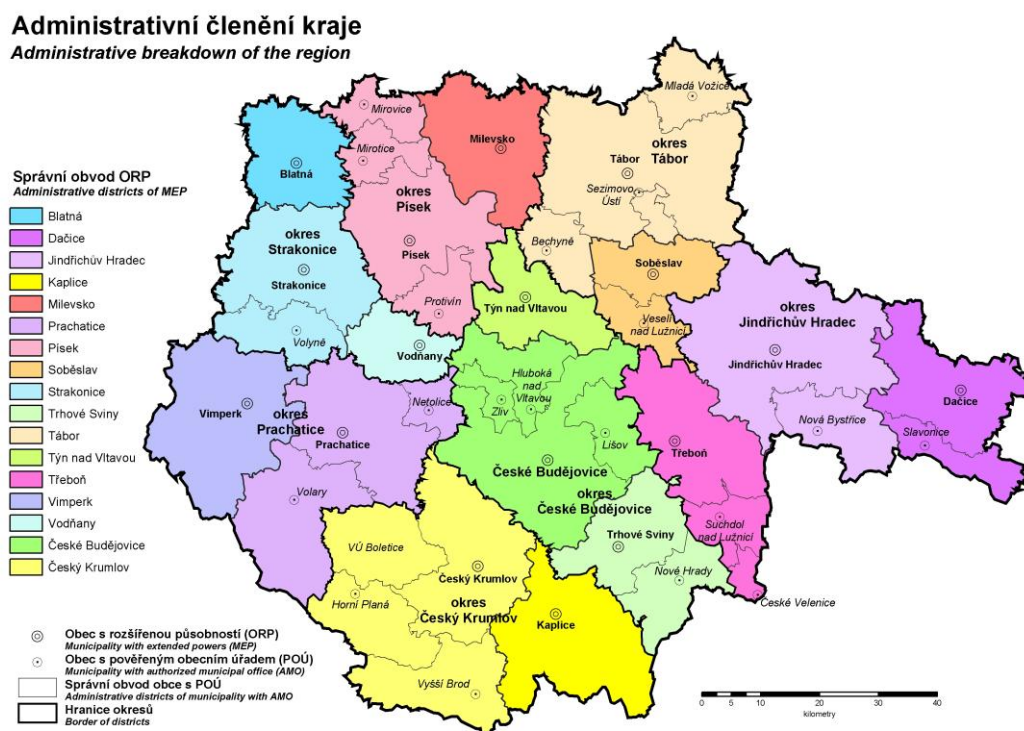 Administrativní členění kraje
Administrative breakdown of the region
Mladá Vožice
Mirovice
Milevsko
okres
Tábor
Tábor
Mirotice
Blatná
Sezimovo
Ústí
okres
Písek
Písek
Bechyně
okres
Strakonice
Strakonice
Soběslav
Protivín
Týn nad Vltavou
Veselí
nad Lužnicí
okres
Jindřichův Hradec
Jindřichův Hradec
Volyně
Vodňany
Hluboká
nad
Vltavou
Zliv
Netolice
Vimperk
okres
Prachatice
Prachatice
Lišov
Třeboň
Nová Bystřice
Dačice
Slavonice
České Budějovice
okres
České Budějovice
Volary
Suchdol
nad Lužnicí
Trhové Sviny
VÚ Boletice
Český Krumlov
okres
Český Krumlov
Nové Hrady
Horní Planá
České Velenice
Kaplice
Vyšší Brod
Správní obvod ORP
Administrative districts of MEP
Blatná
Dačice
Jindřichův Hradec
Kaplice
Milevsko
Prachatice
Písek
Soběslav
Strakonice
Trhové Sviny
Tábor
Týn nad Vltavou
Třeboň
Vimperk
Vodňany
České Budějovice
Český Krumlov
Obec s rozšířenou působností (ORP)
Municipality with extended powers (MEP)
Obec s pověřeným obecním úřadem (POÚ)
Municipality with authorized municipal office (AMO)
Správní obvod obce s POÚ
Administrative districts of municipality with AMO
Hranice okresů
Border of districts
0 5 10 20 30 40
kilometry